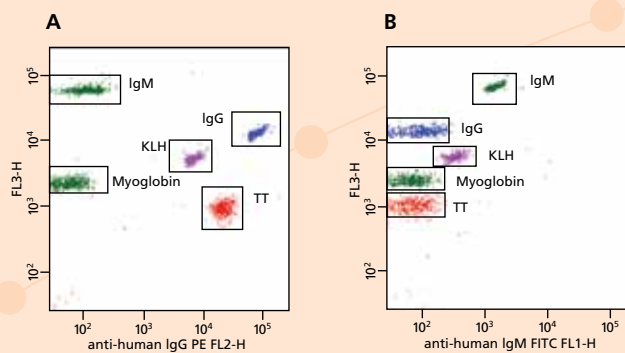 A
10⁵
10⁴
10³
10²
FL3-H
IgM
IgG
KLH
Myoglobin
TT
10²
10³
10⁴
10⁵
anti-human IgG PE FL2-H
B
10⁵
10⁴
10³
10²
FL3-H
IgM
IgG
KLH
Myoglobin
TT
10²
10³
10⁴
10⁵
anti-human IgM FITC FL1-H